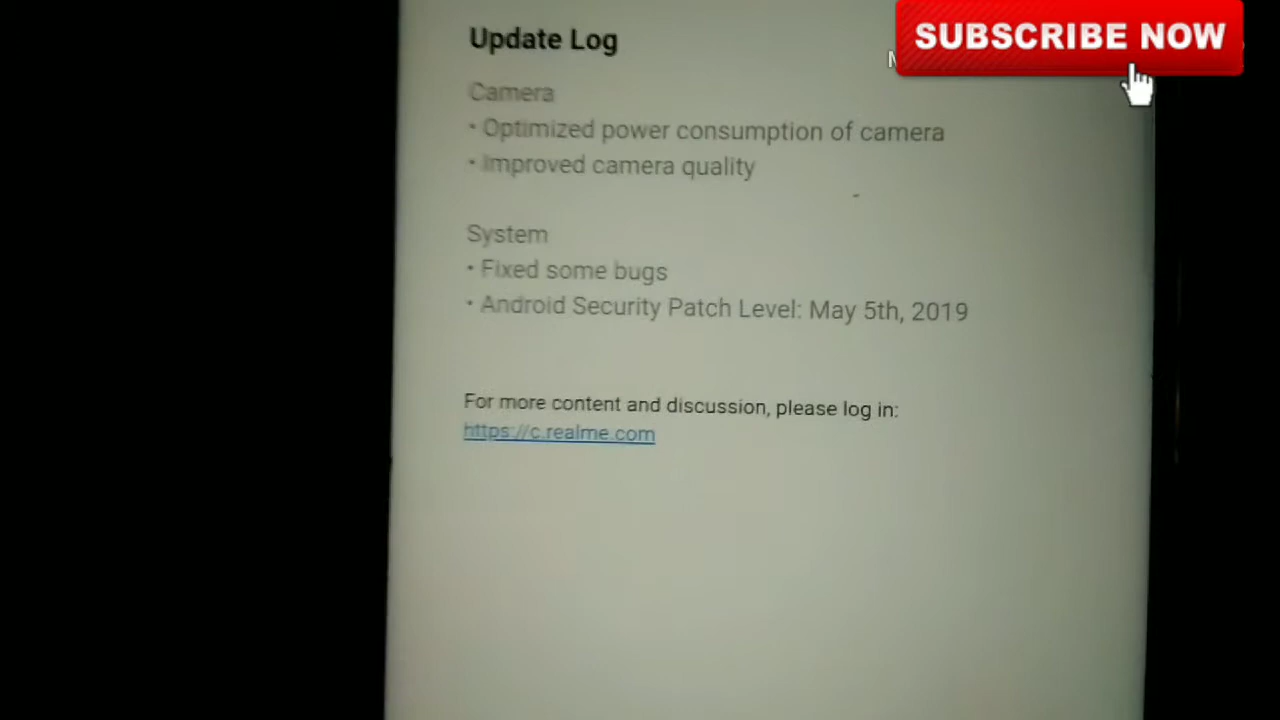 SUBSCRIBE NOW
Update Log
Camera
• Optimized power consumption of camera
• Improved camera quality
System
• Fixed some bugs
• Android Security Patch Level: May 5th, 2019
For more content and discussion, please log in:
https://c.realme.com